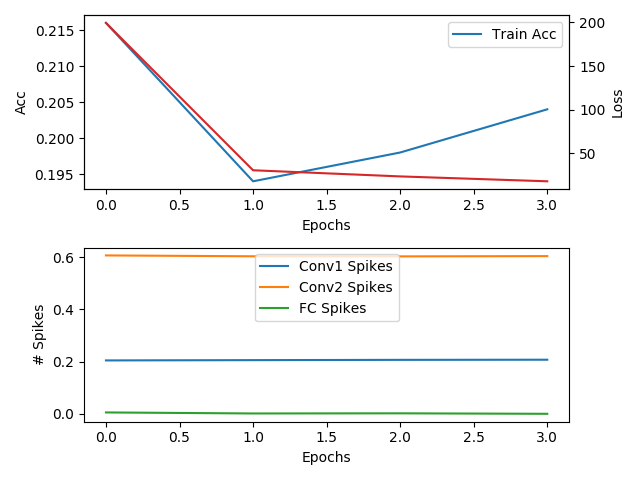 0.215
0.210
0.205
0.200
0.195
Acc
Train Acc
200
150
100
50
Loss
0.0 0.5 1.0 1.5 2.0 2.5 3.0
Epochs
0.6
0.4
0.2
0.0
# Spikes
Conv1 Spikes
Conv2 Spikes
FC Spikes
0.0 0.5 1.0 1.5 2.0 2.5 3.0
Epochs